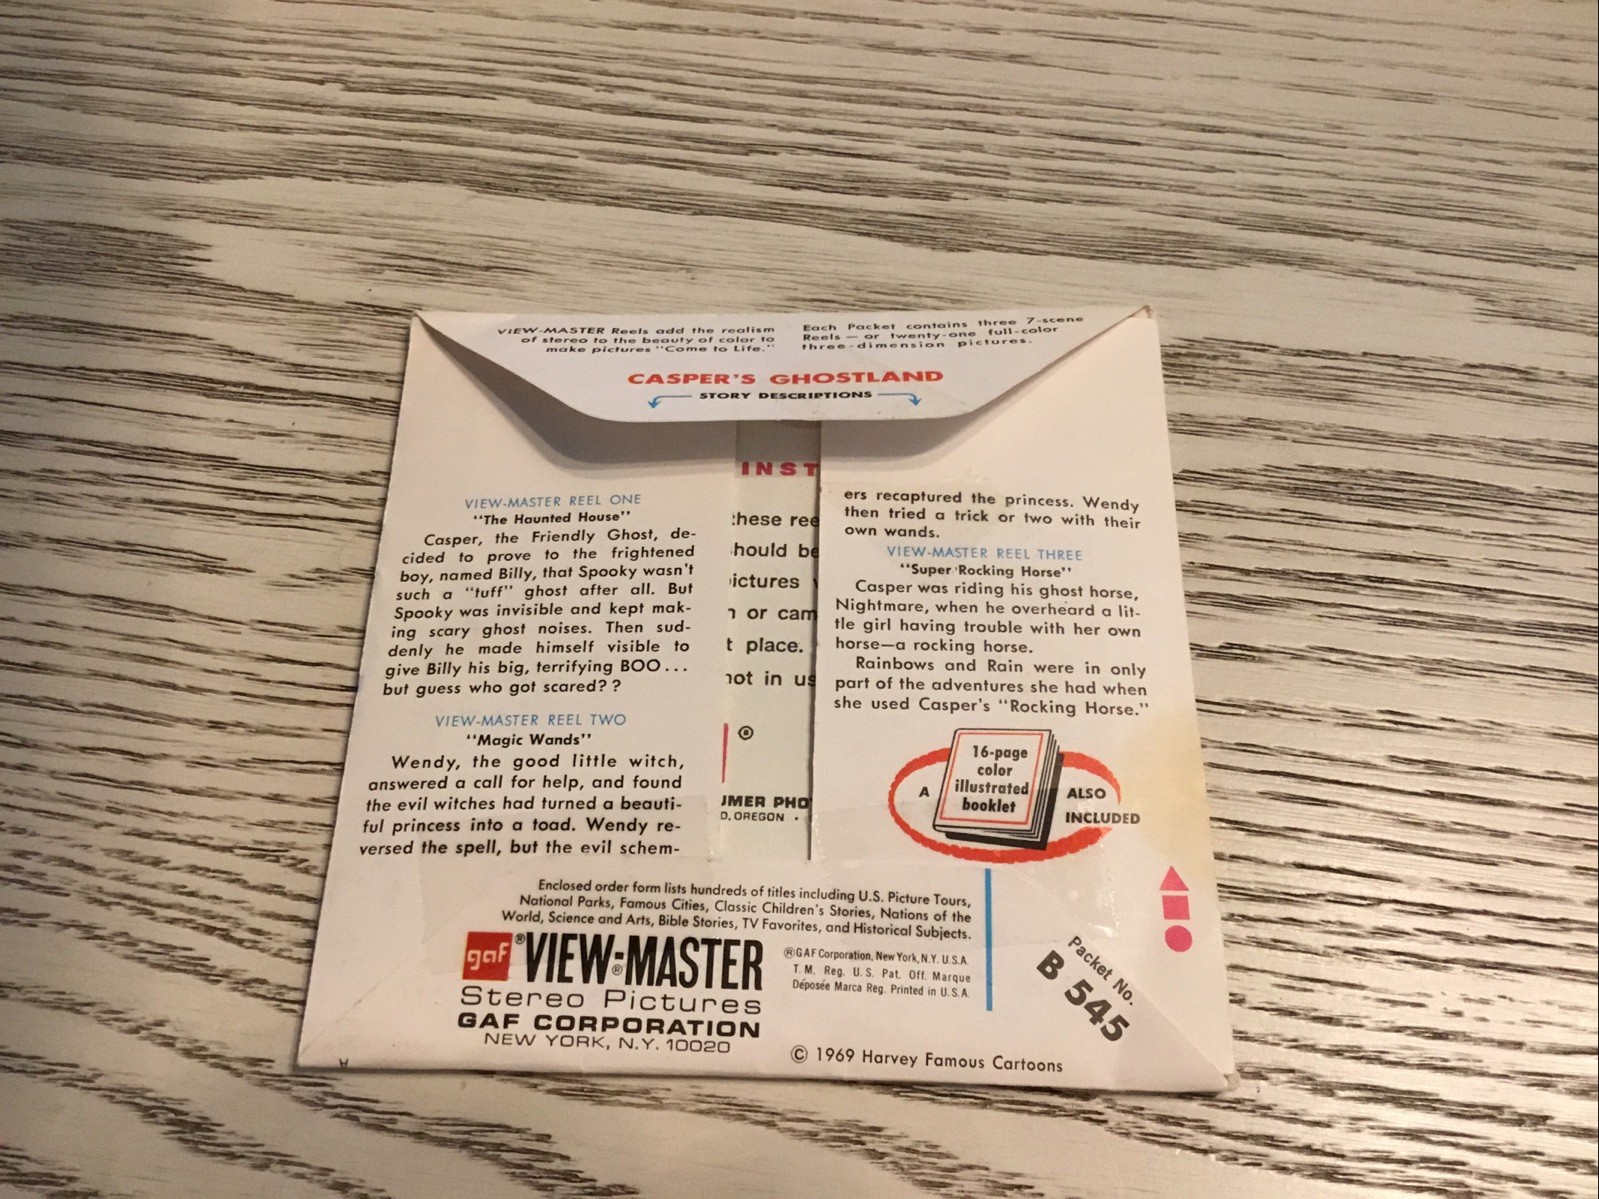 VIEW-MASTER Reels add the realism
of stereo to the beauty of color to
make pictures "Come to Life."
Each Packet contains three 7-scene
Reels — or twenty-one full-color
three-dimension pictures.
CASPER'S GHOSTLAND
STORY DESCRIPTIONS
VIEW-MASTER REEL ONE
"The Haunted House"
Casper, the Friendly Ghost, de-
cided to prove to the frightened
boy, named Billy, that Spooky wasn't
such a "tuff" ghost after all. But
Spooky was invisible and kept mak-
ing scary ghost noises. Then sud-
denly he made himself visible to
give Billy his big, terrifying BOO...
but guess who got scared??
VIEW-MASTER REEL TWO
"Magic Wands"
Wendy, the good little witch,
answered a call for help, and found
the evil witches had turned a beauti-
ful princess into a toad. Wendy re-
versed the spell, but the evil schem-
INST
these ree
hould be
ictures
n or cam
t place.
not in us
®
UMER PHO
D, OREGON •
ers recaptured the princess. Wendy
then tried a trick or two with their
own wands.
VIEW-MASTER REEL THREE
"Super Rocking Horse"
Casper was riding his ghost horse,
Nightmare, when he overheard a lit-
tle girl having trouble with her own
horse—a rocking horse.
Rainbows and Rain were in only
part of the adventures she had when
she used Casper's "Rocking Horse."
A
16-page
color
illustrated
booklet
ALSO
INCLUDED
Enclosed order form lists hundreds of titles including U.S. Picture Tours,
National Parks, Famous Cities, Classic Children's Stories, Nations of the
World, Science and Arts, Bible Stories, TV Favorites, and Historical Subjects.
gaf® VIEW-MASTER®
Stereo Pictures
GAF CORPORATION
NEW YORK, N.Y. 10020
®GAF Corporation, New York, N.Y. U.S.A.
T. M. Reg. U. S. Pat. Off. Marque
Déposée Marca Reg. Printed in U.S.A.
Packet No.
B 545
© 1969 Harvey Famous Cartoons